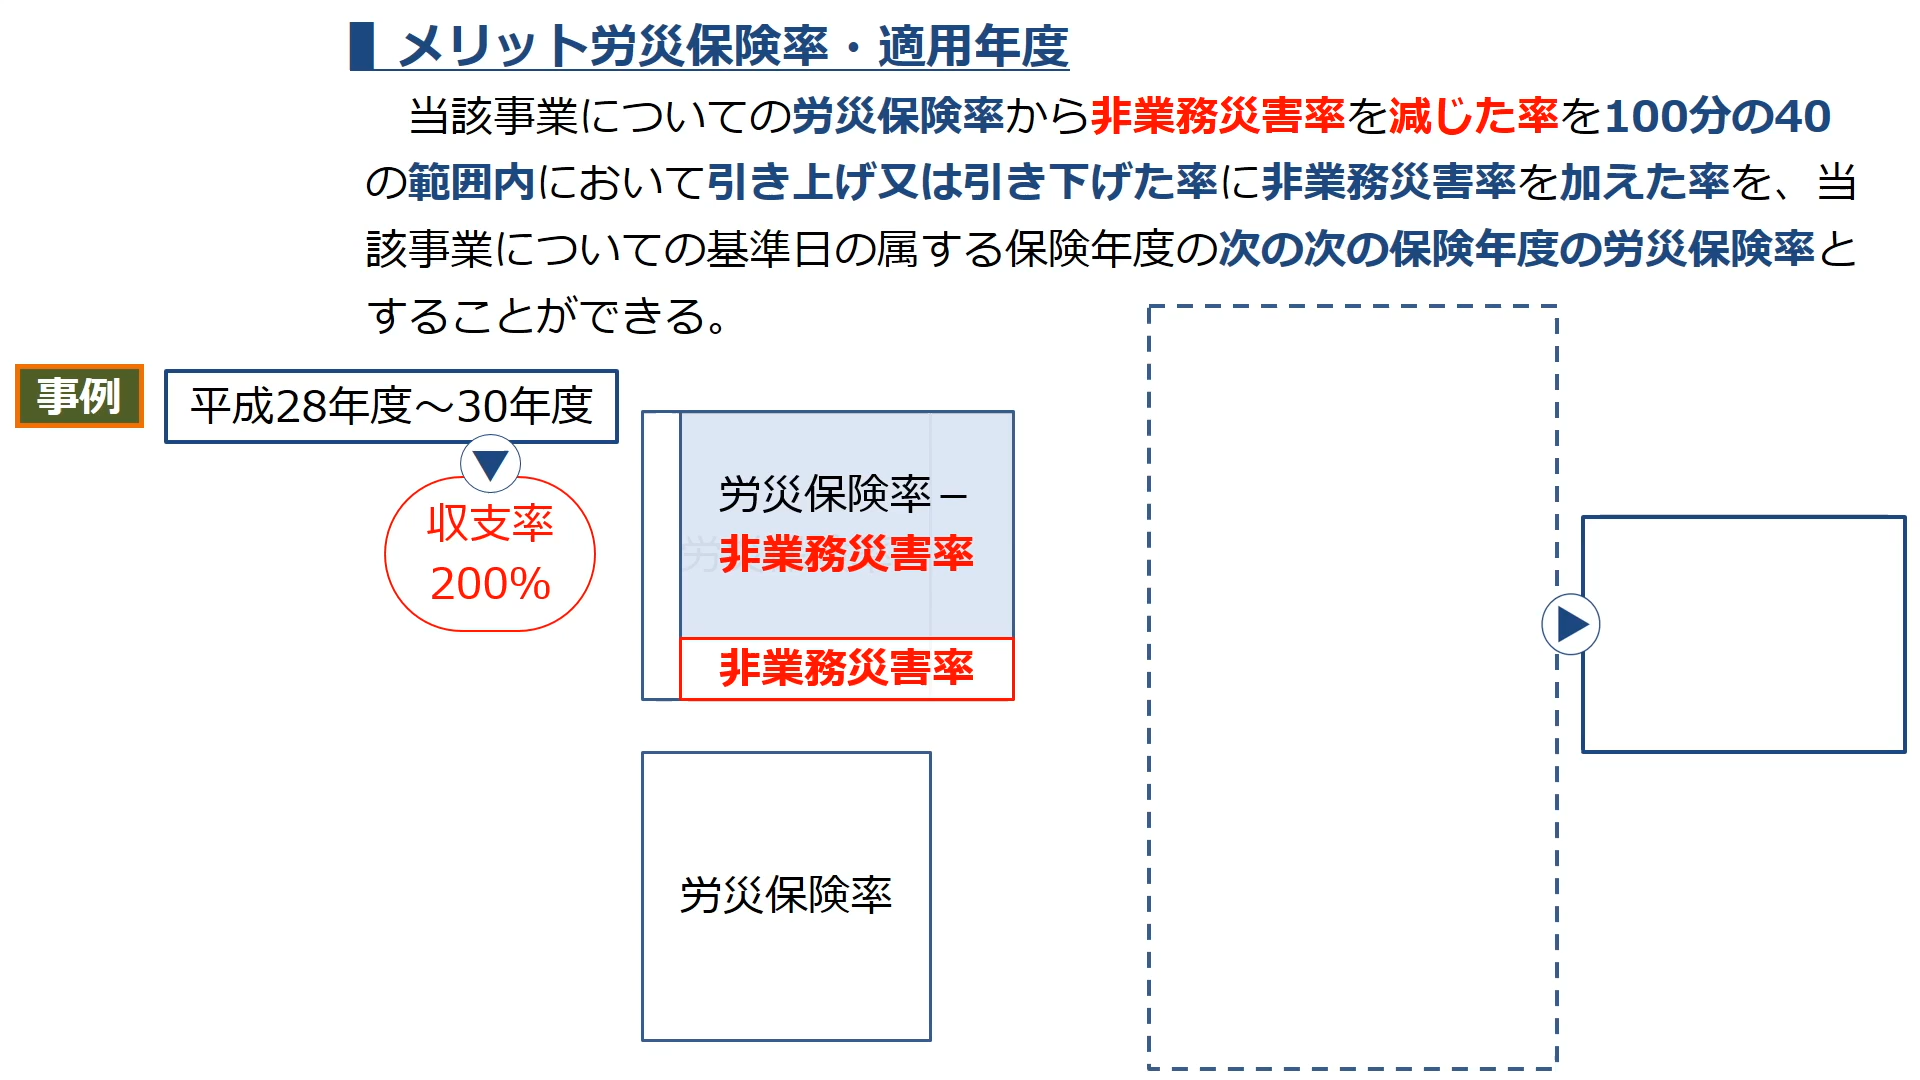 メリット労災保険率・適用年度
当該事業についての労災保険率から非業務災害率を減じた率を100分の40
の範囲内において引き上げ又は引き下げた率に非業務災害率を加えた率を、当
該事業についての基準日の属する保険年度の次の次の保険年度の労災保険率と
することができる。
事例
平成28年度～30年度
収支率
200%
労災保険率－
非業務災害率
非業務災害率
労災保険率